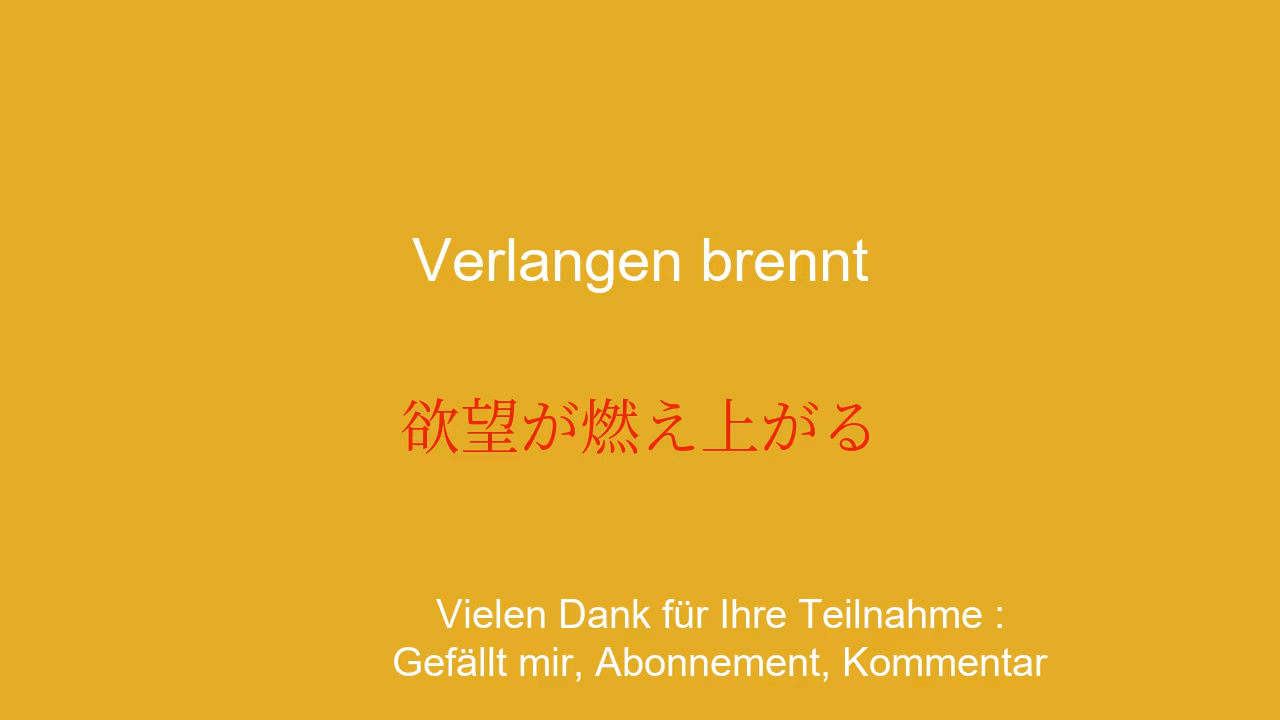 Verlangen brennt
欲望が燃え上がる
Vielen Dank für Ihre Teilnahme :
Gefällt mir, Abonnement, Kommentar